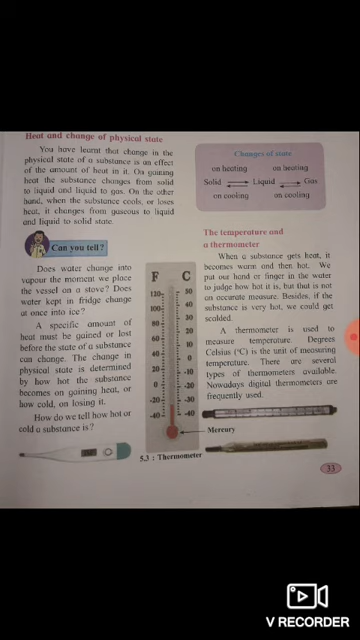 Heat and change of physical state
You have learnt that change in the
physical state of a substance is an effect
of the amount of heat in it. On gaining
heat the substance changes from solid
to liquid and liquid to gas. On the other
hand, when the substance cools, or loses
heat, it changes from gaseous to liquid
and liquid to solid state.
Can you tell?
Does water change into
vapour the moment we place
the vessel on a stove? Does
water kept in fridge change
at once into ice?
A specific amount of
heat must be gained or lost
before the state of a substance
can change. The change in
physical state is determined
by how hot the substance
becomes on gaining heat, or
how cold, on losing it.
How do we tell how hot or
cold a substance is?
F C
120 50
100 40
80 30
60 20
40 10
20 0
0 -10
-20 -20
-40 -30
-40
Mercury
5.3 : Thermometer
Changes of state
on heating on heating
Solid Liquid Gas
on cooling on cooling
The temperature and
a thermometer
When a substance gets heat, it
becomes warm and then hot. We
put our hand or finger in the water
to judge how hot it is, but that is not
an accurate measure. Besides, if the
substance is very hot, we could get
scalded.
A thermometer is used to
measure temperature. Degrees
Celsius (°C) is the unit of measuring
temperature. There are several
types of thermometers available.
Nowadays digital thermometers are
frequently used.
33
V RECORDER